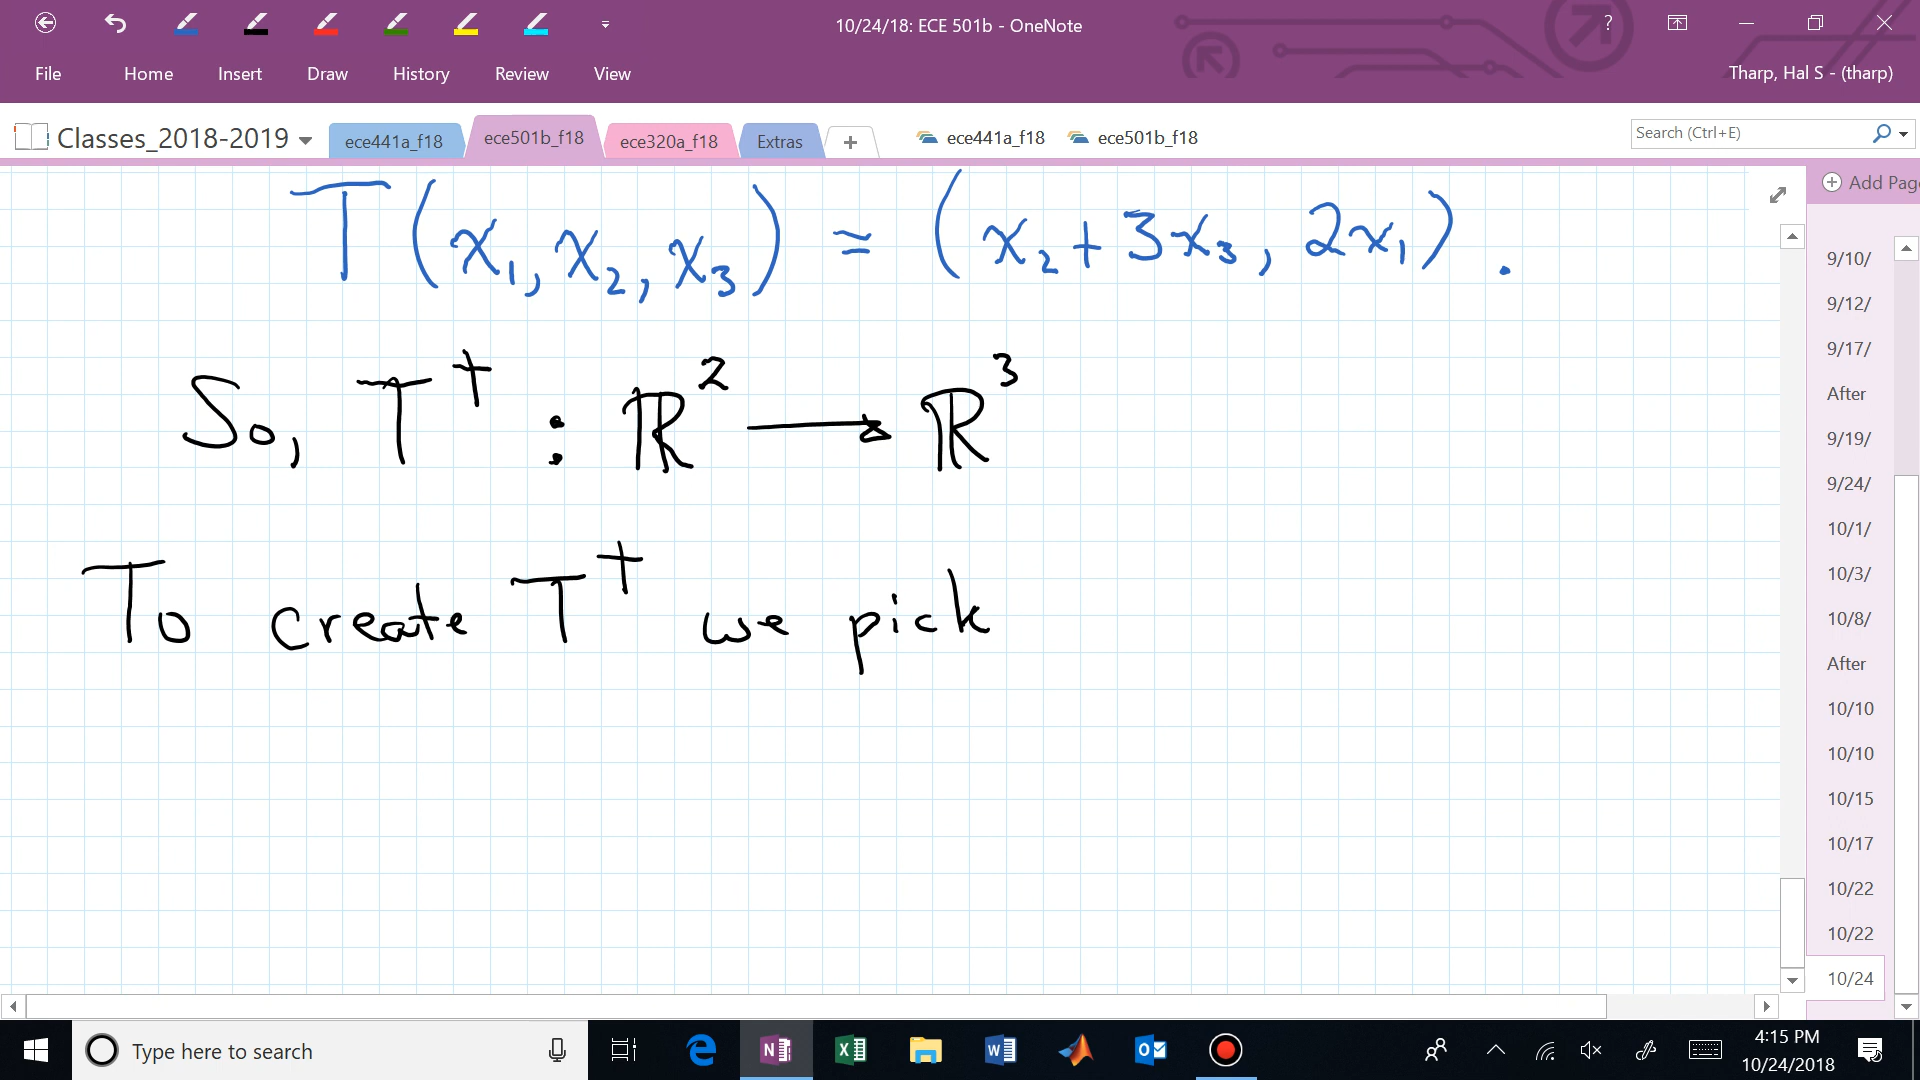 10/24/18: ECE 501b - OneNote
?
File Home Insert Draw History Review View
Tharp, Hal S - (tharp)
Classes_2018-2019 ece441a_f18 ece501b_f18 ece320a_f18 Extras + ece441a_f18 ece501b_f18
Search (Ctrl+E)
Add Pag
T(x₁, x₂, x₃) = (x₂ + 3x₃, 2x₁).
So, T† : ℝ² → ℝ³
To create T† we pick
9/10/
9/12/
9/17/
After
9/19/
9/24/
10/1/
10/3/
10/8/
After
10/10
10/10
10/15
10/17
10/22
10/22
10/24
Type here to search
4:15 PM
10/24/2018